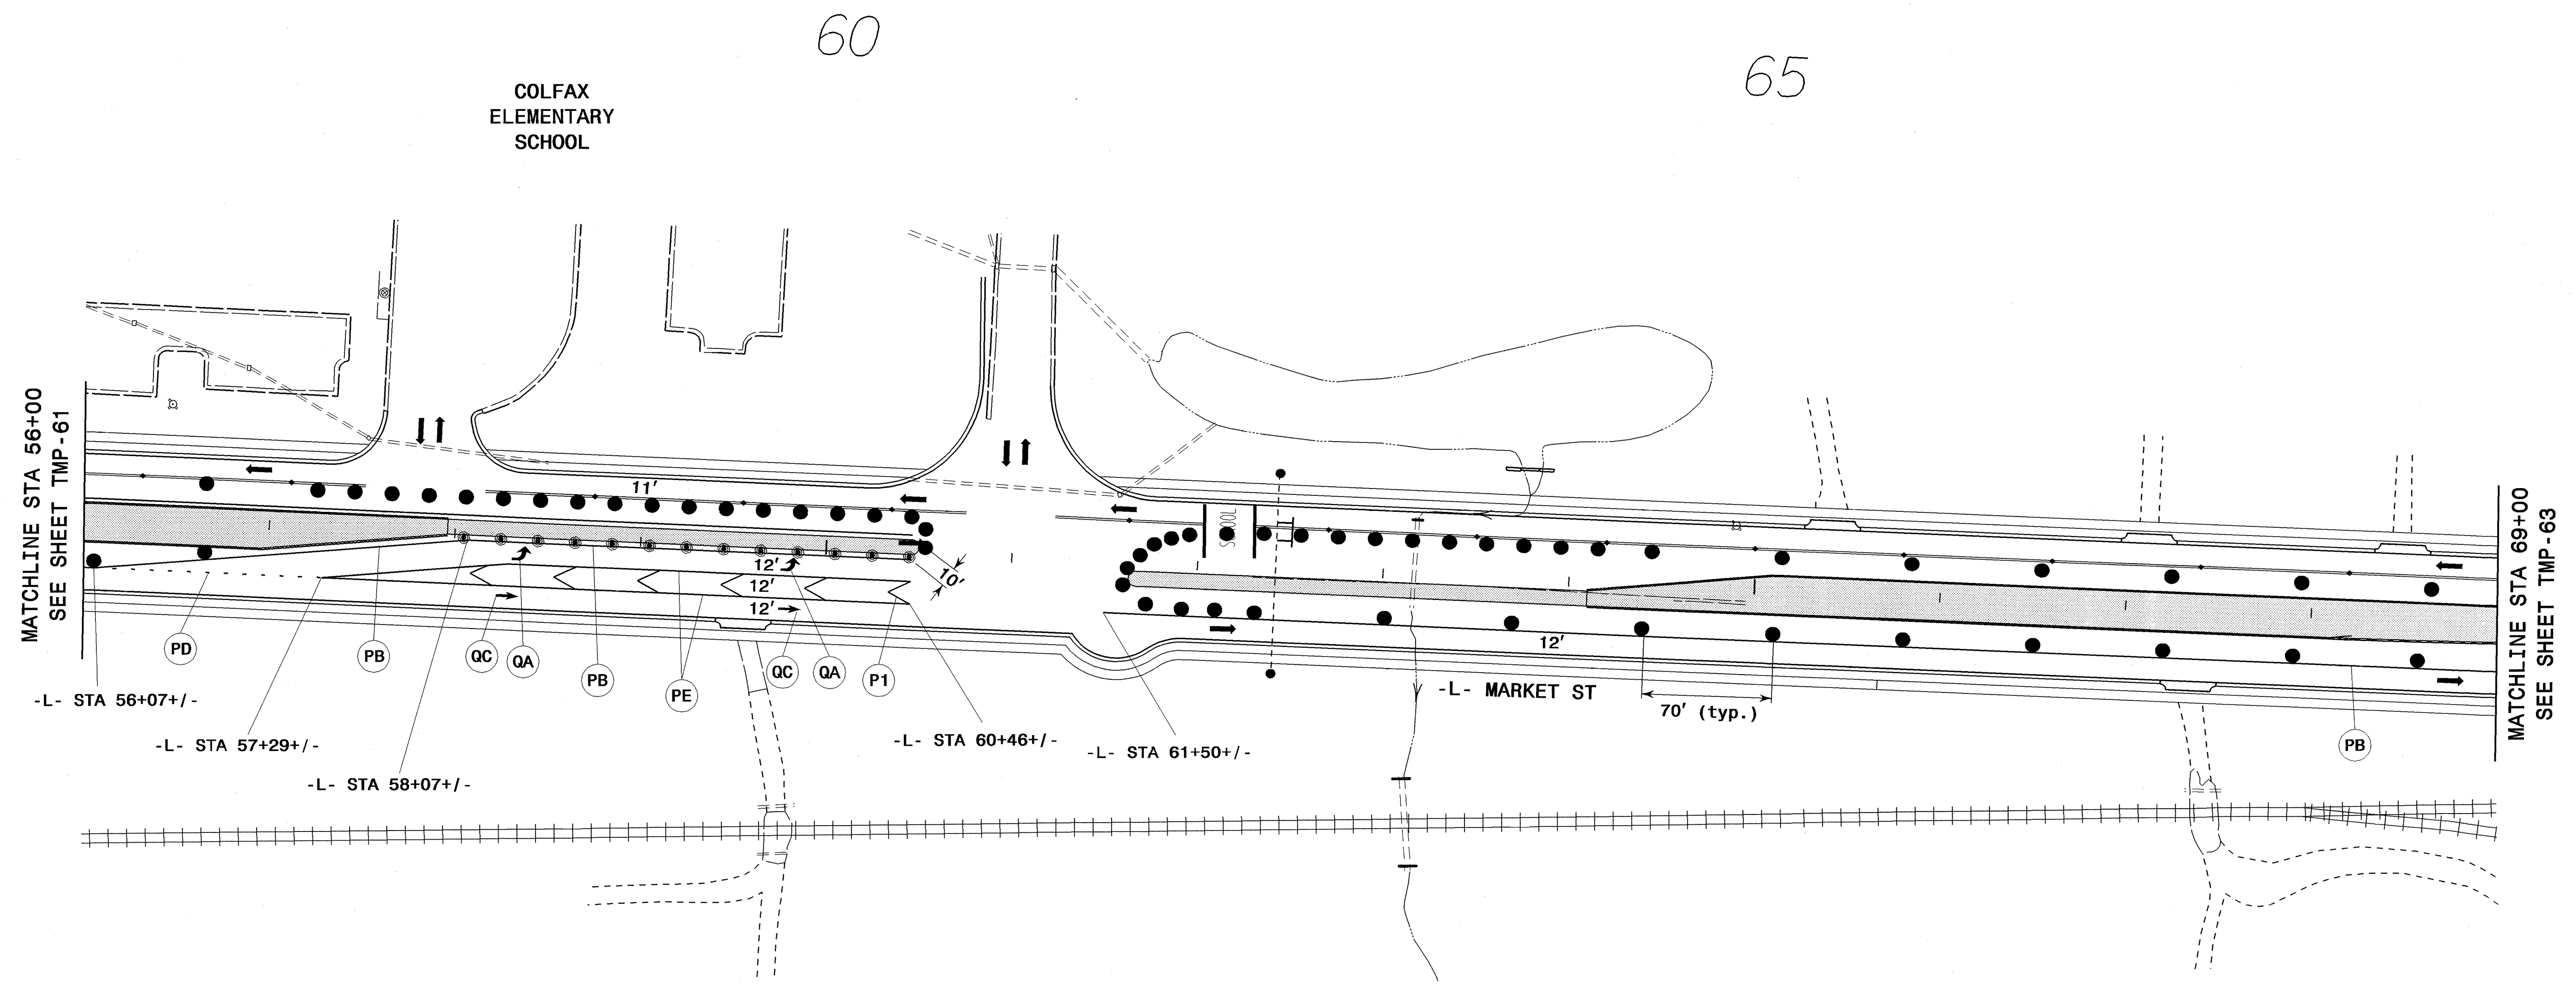 60
65
COLFAX
ELEMENTARY
SCHOOL
MATCHLINE STA 56+00
SEE SHEET TMP-61
11'
SCHOOL
12'
12'
12'
10'
12'
PD
PB
QC
QA
PB
PE
QC
QA
P1
-L- STA 56+07+/-
-L- STA 57+29+/-
-L- STA 58+07+/-
-L- STA 60+46+/-
-L- STA 61+50+/-
-L- MARKET ST
70' (typ.)
PB
MATCHLINE STA 69+00
SEE SHEET TMP-63